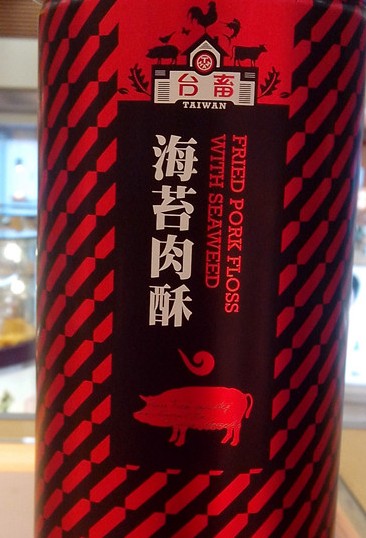 台畜
TAIWAN
海苔肉酥
FRIED PORK FLOSS
WITH SEAWEED